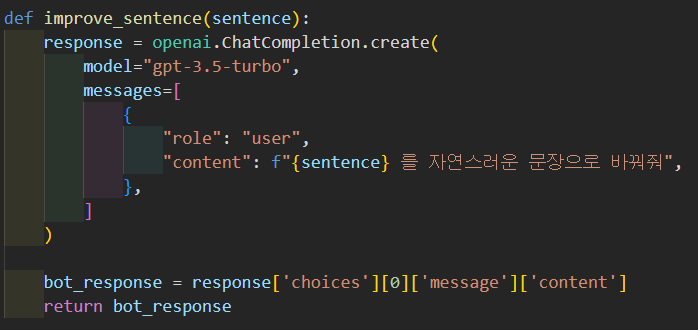 def improve_sentence(sentence):
    response = openai.ChatCompletion.create(
        model="gpt-3.5-turbo",
        messages=[
            {
                "role": "user",
                "content": f"{sentence} 를 자연스러운 문장으로 바꿔줘",
            },
        ]
    )

    bot_response = response['choices'][0]['message']['content']
    return bot_response